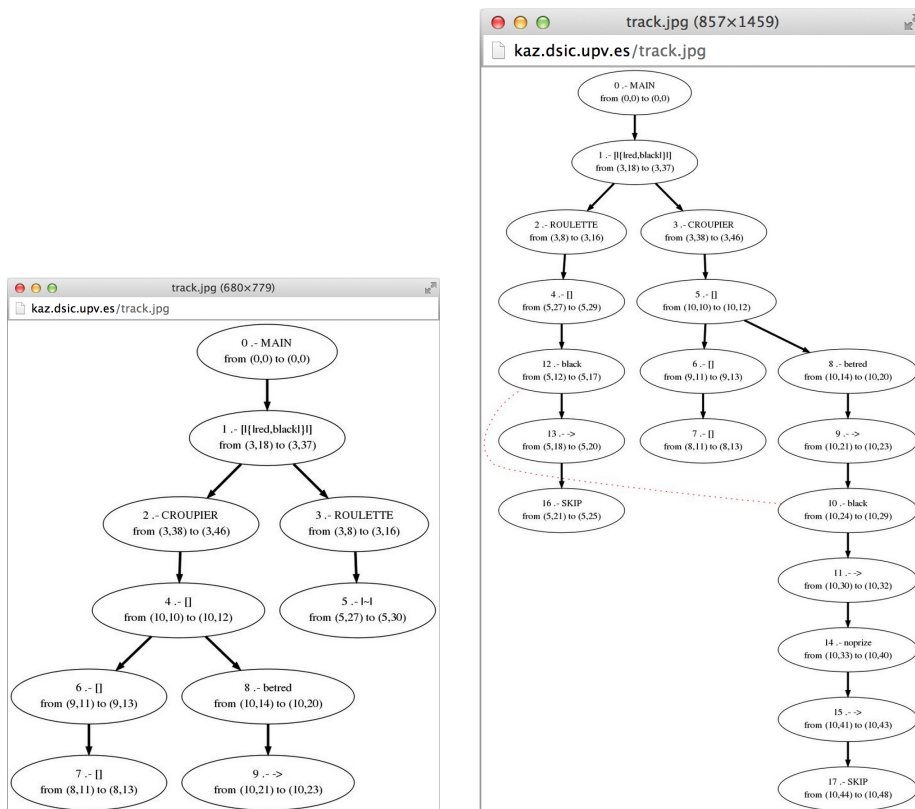 track.jpg (680×779)
kaz.dsic.upv.es/track.jpg
0 .- MAIN
from (0,0) to (0,0)
1 .- [|{|red,black|}|]
from (3,18) to (3,37)
2 .- CROUPIER
from (3,38) to (3,46)
3 .- ROULETTE
from (3,8) to (3,16)
4 .- []
from (10,10) to (10,12)
5 .- |~|
from (5,27) to (5,30)
6 .- []
from (9,11) to (9,13)
8 .- betred
from (10,14) to (10,20)
7 .- []
from (8,11) to (8,13)
9 .- ->
from (10,21) to (10,23)
track.jpg (857×1459)
kaz.dsic.upv.es/track.jpg
0 .- MAIN
from (0,0) to (0,0)
1 .- [|{|red,black|}|]
from (3,18) to (3,37)
2 .- ROULETTE
from (3,8) to (3,16)
3 .- CROUPIER
from (3,38) to (3,46)
4 .- []
from (5,27) to (5,29)
5 .- []
from (10,10) to (10,12)
12 .- black
from (5,12) to (5,17)
6 .- []
from (9,11) to (9,13)
8 .- betred
from (10,14) to (10,20)
13 .- ->
from (5,18) to (5,20)
7 .- []
from (8,11) to (8,13)
9 .- ->
from (10,21) to (10,23)
16 .- SKIP
from (5,21) to (5,25)
10 .- black
from (10,24) to (10,29)
11 .- ->
from (10,30) to (10,32)
14 .- noprize
from (10,33) to (10,40)
15 .- ->
from (10,41) to (10,43)
17 .- SKIP
from (10,44) to (10,48)